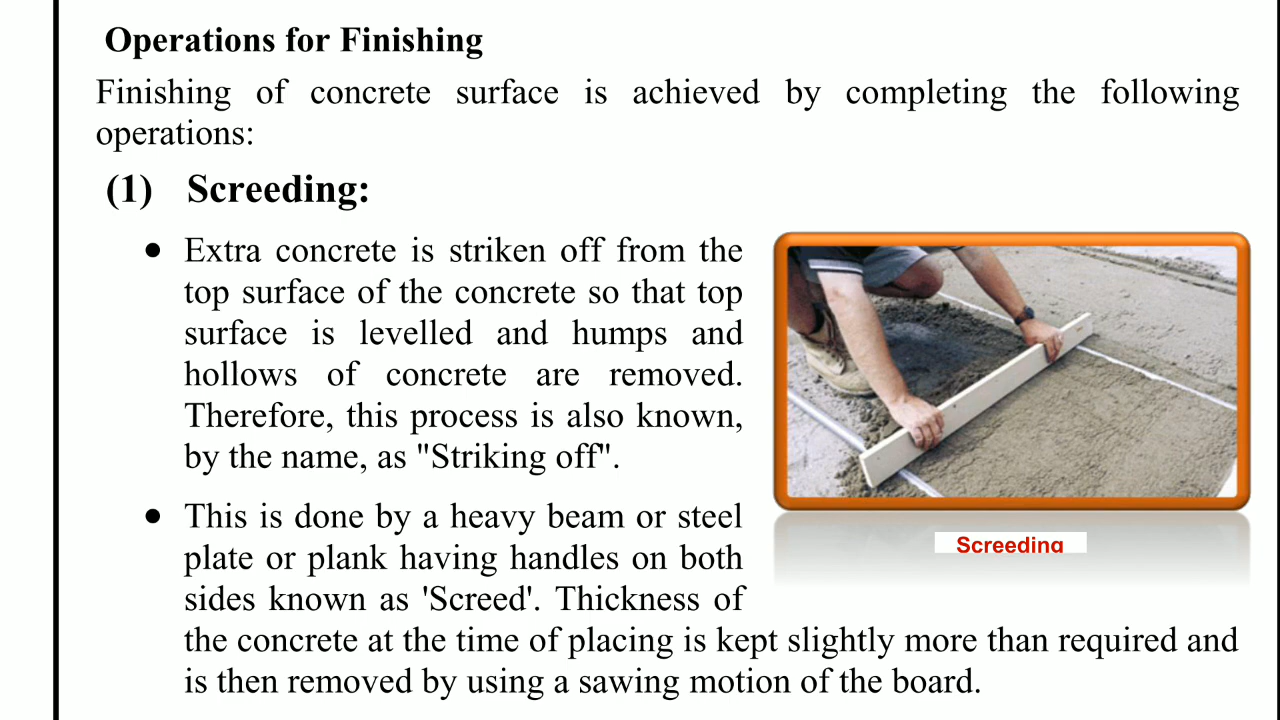 Operations for Finishing
Finishing of concrete surface is achieved by completing the following
operations:
(1) Screeding:
• Extra concrete is striken off from the
top surface of the concrete so that top
surface is levelled and humps and
hollows of concrete are removed.
Therefore, this process is also known,
by the name, as "Striking off".
• This is done by a heavy beam or steel
plate or plank having handles on both
sides known as 'Screed'. Thickness of
the concrete at the time of placing is kept slightly more than required and
is then removed by using a sawing motion of the board.
Screeding